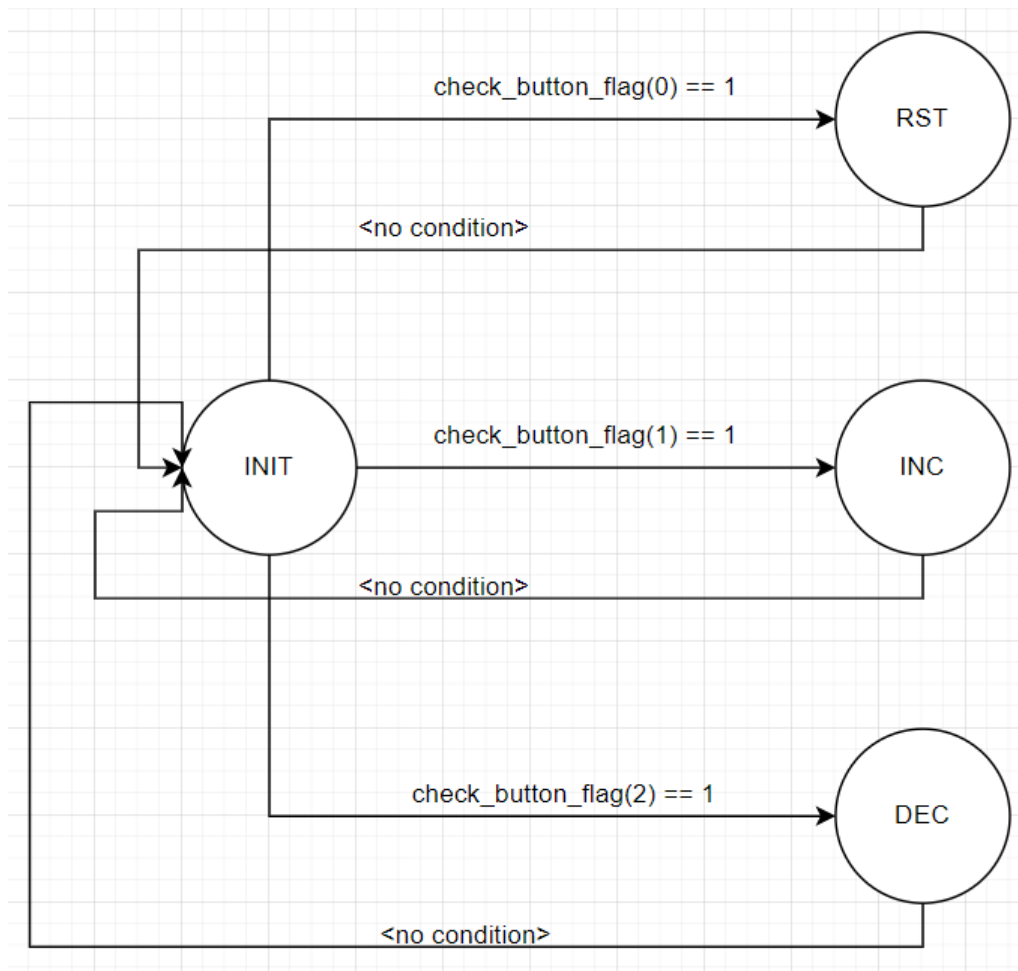 check_button_flag(0) == 1
RST
<no condition>
check_button_flag(1) == 1
INIT
INC
<no condition>
check_button_flag(2) == 1
DEC
<no condition>